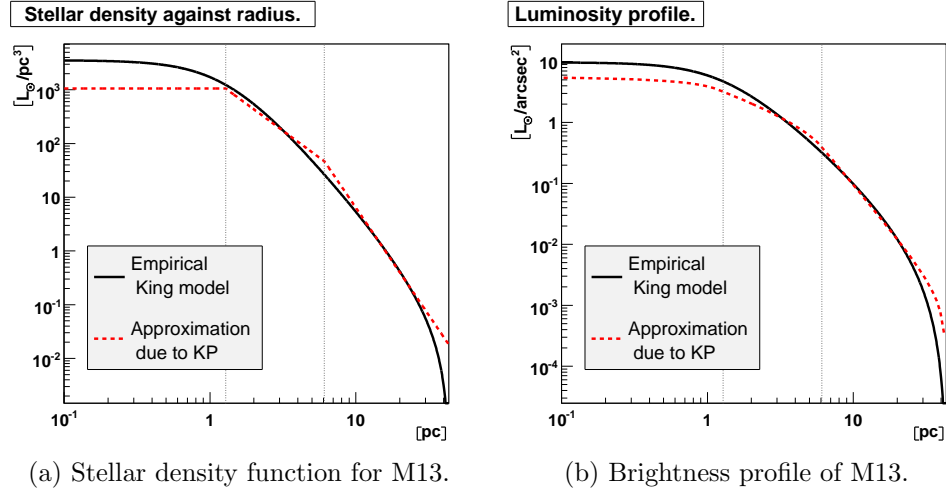 Stellar density against radius.
[L⊙/pc³]
10³
10²
10
1
10⁻¹
10⁻²
Empirical
King model
Approximation
due to KP
10⁻¹
1
10
[pc]
(a) Stellar density function for M13.
Luminosity profile.
[L⊙/arcsec²]
10
1
10⁻¹
10⁻²
10⁻³
10⁻⁴
Empirical
King model
Approximation
due to KP
10⁻¹
1
10
[pc]
(b) Brightness profile of M13.